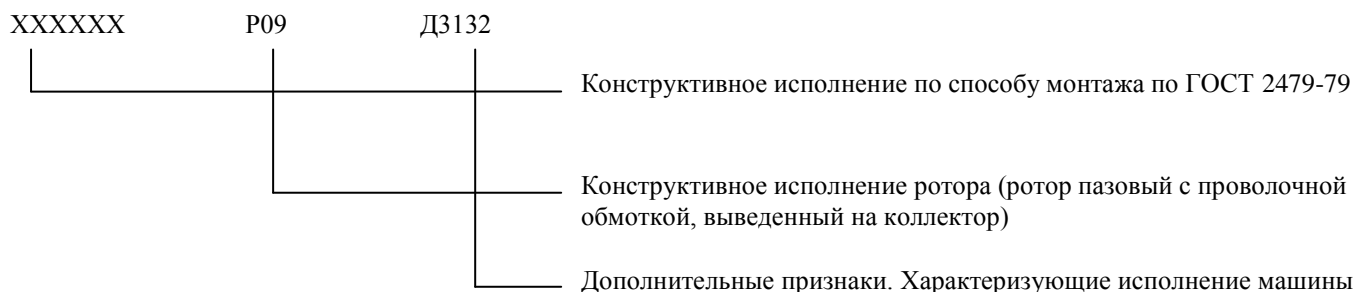 XXXXXX Р09 Д3132
Конструктивное исполнение по способу монтажа по ГОСТ 2479-79
Конструктивное исполнение ротора (ротор пазовый с проволочной
обмоткой, выведенный на коллектор)
Дополнительные признаки. Характеризующие исполнение машины